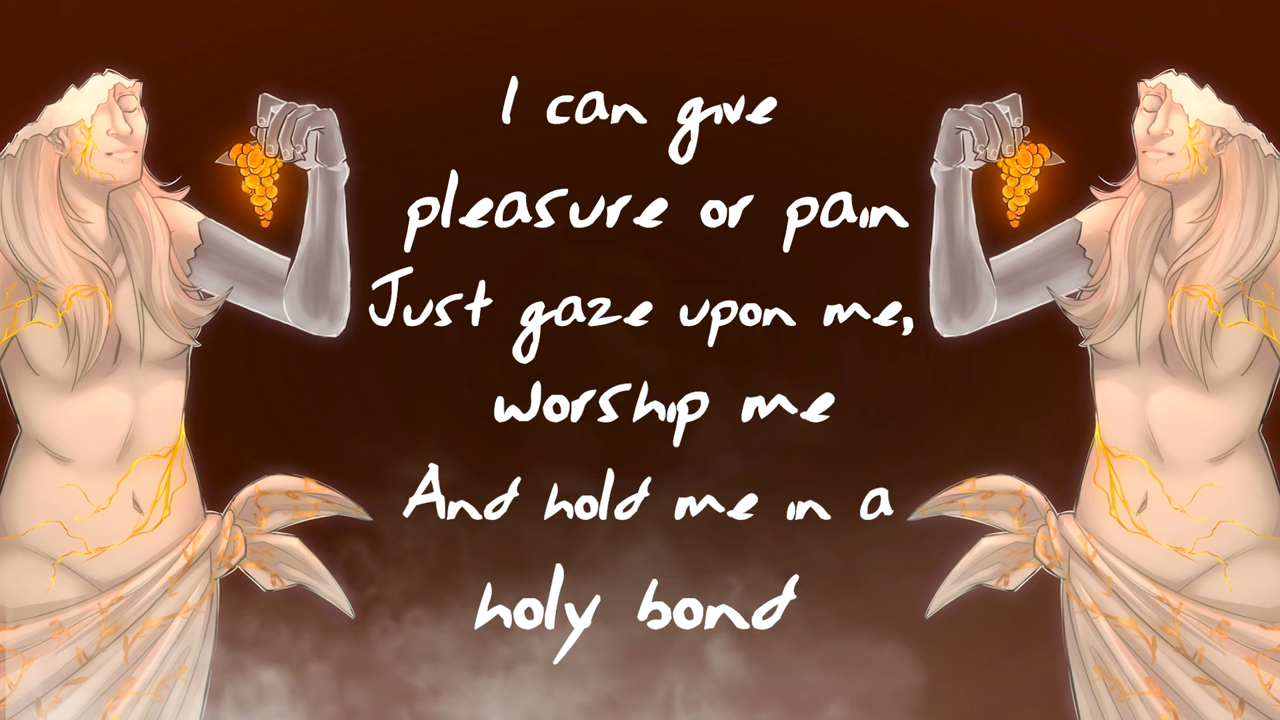 I can give
pleasure or pain
Just gaze upon me,
worship me
And hold me in a
holy bond